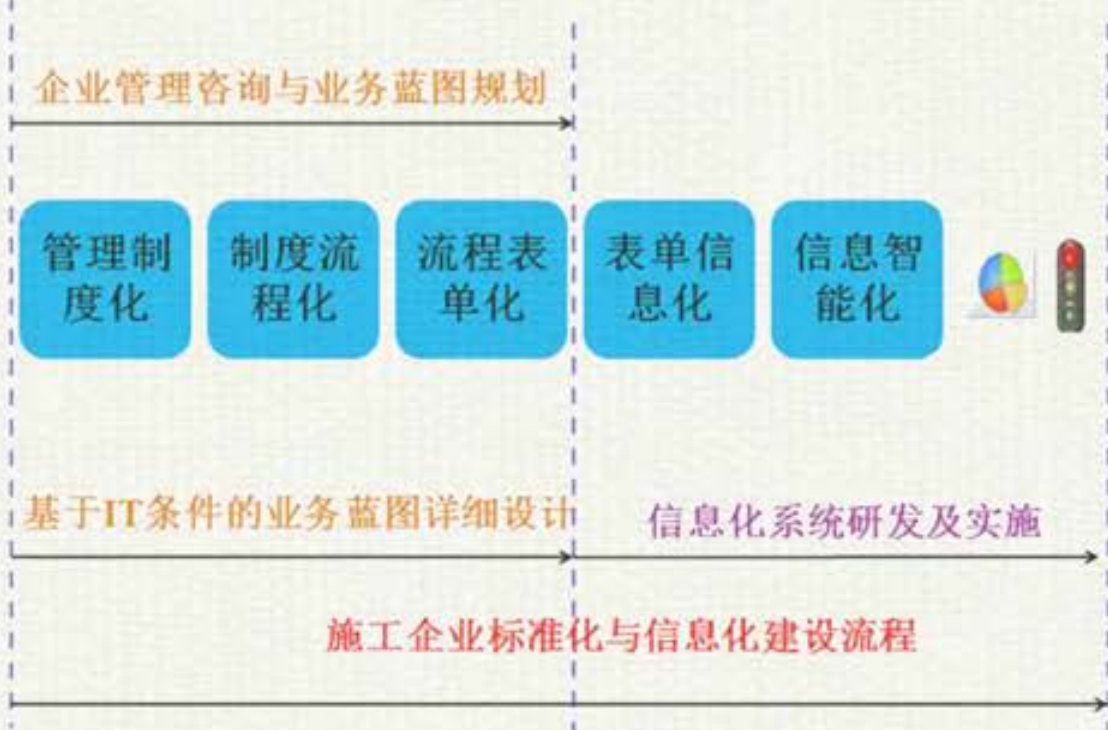 企业管理咨询与业务蓝图规划
管理制
度化
制度流
程化
流程表
单化
表单信
息化
信息智
能化
基于IT条件的业务蓝图详细设计
信息化系统研发及实施
施工企业标准化与信息化建设流程